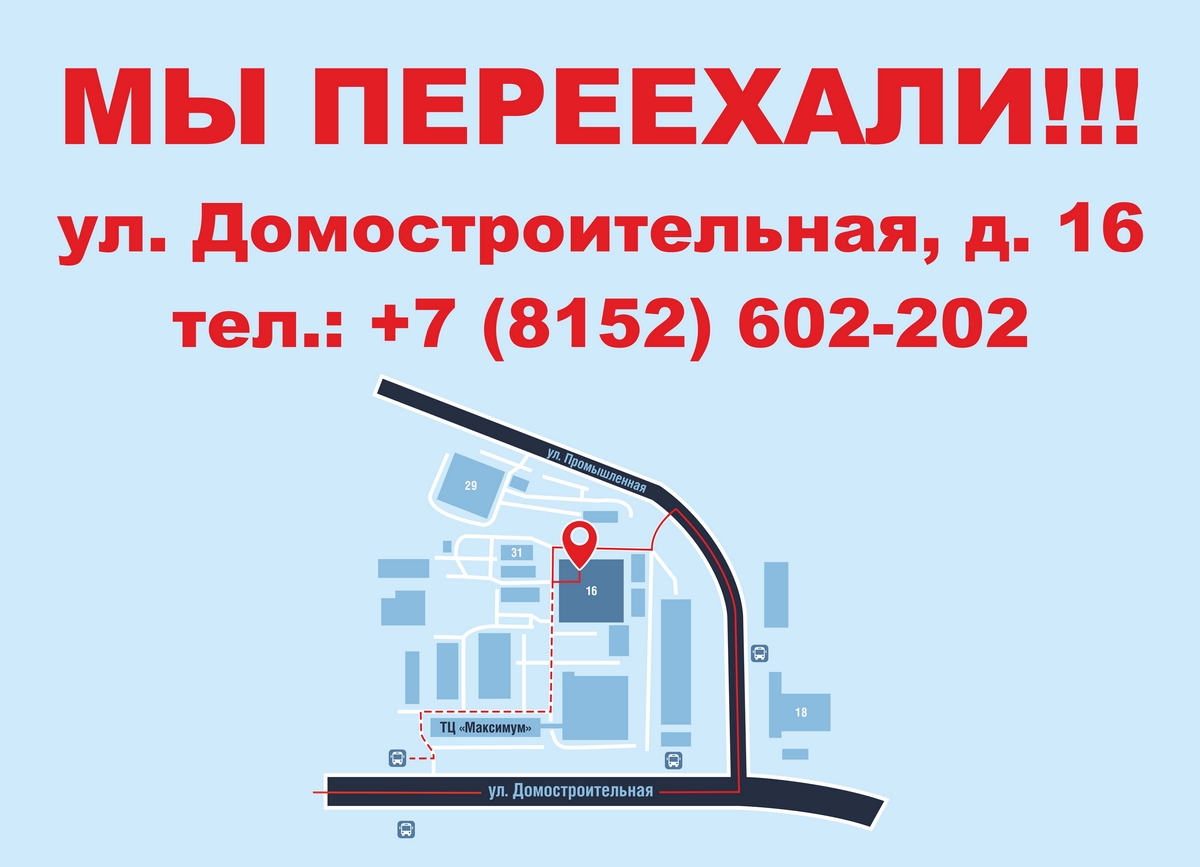 МЫ ПЕРЕЕХАЛИ!!!
ул. Домостроительная, д. 16
тел.: +7 (8152) 602-202
ул. Промышленная
29
31
16
18
ТЦ «Максимум»
ул. Домостроительная